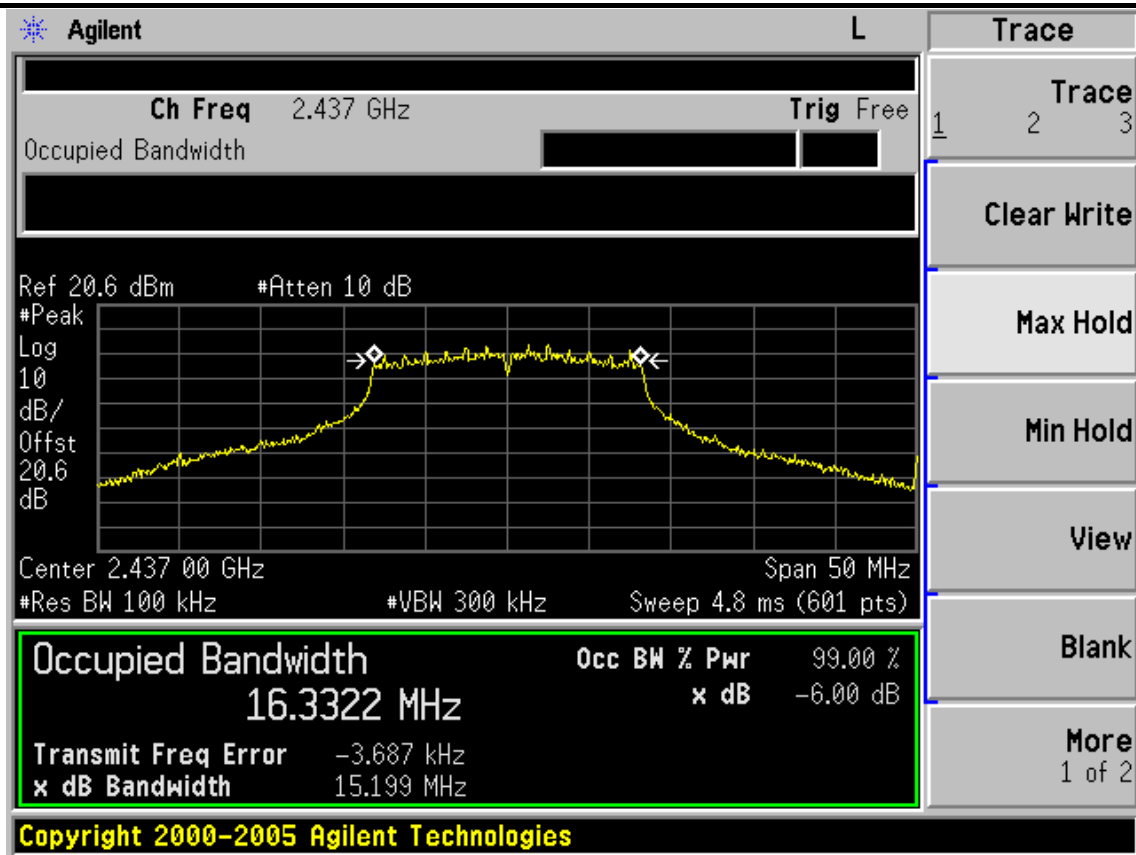 Agilent L
Ch Freq 2.437 GHz Trig Free
Occupied Bandwidth
Ref 20.6 dBm #Atten 10 dB
#Peak
Log
10
dB/
Offst
20.6
dB
Center 2.437 00 GHz Span 50 MHz
#Res BW 100 kHz #VBW 300 kHz Sweep 4.8 ms (601 pts)
Occupied Bandwidth Occ BW % Pwr 99.00 %
16.3322 MHz x dB -6.00 dB
Transmit Freq Error -3.687 kHz
x dB Bandwidth 15.199 MHz
Copyright 2000-2005 Agilent Technologies
Trace
Trace
1 2 3
Clear Write
Max Hold
Min Hold
View
Blank
More
1 of 2